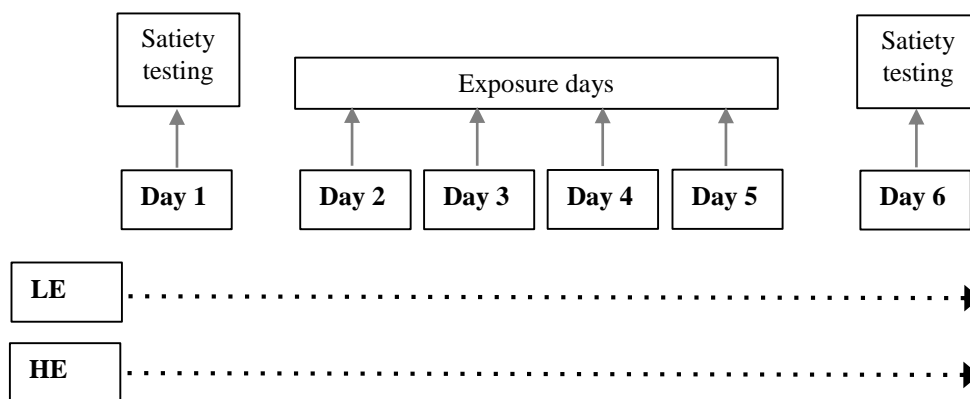 Satiety
testing
Satiety
testing
Exposure days
Day 1
Day 2
Day 3
Day 4
Day 5
Day 6
LE
HE